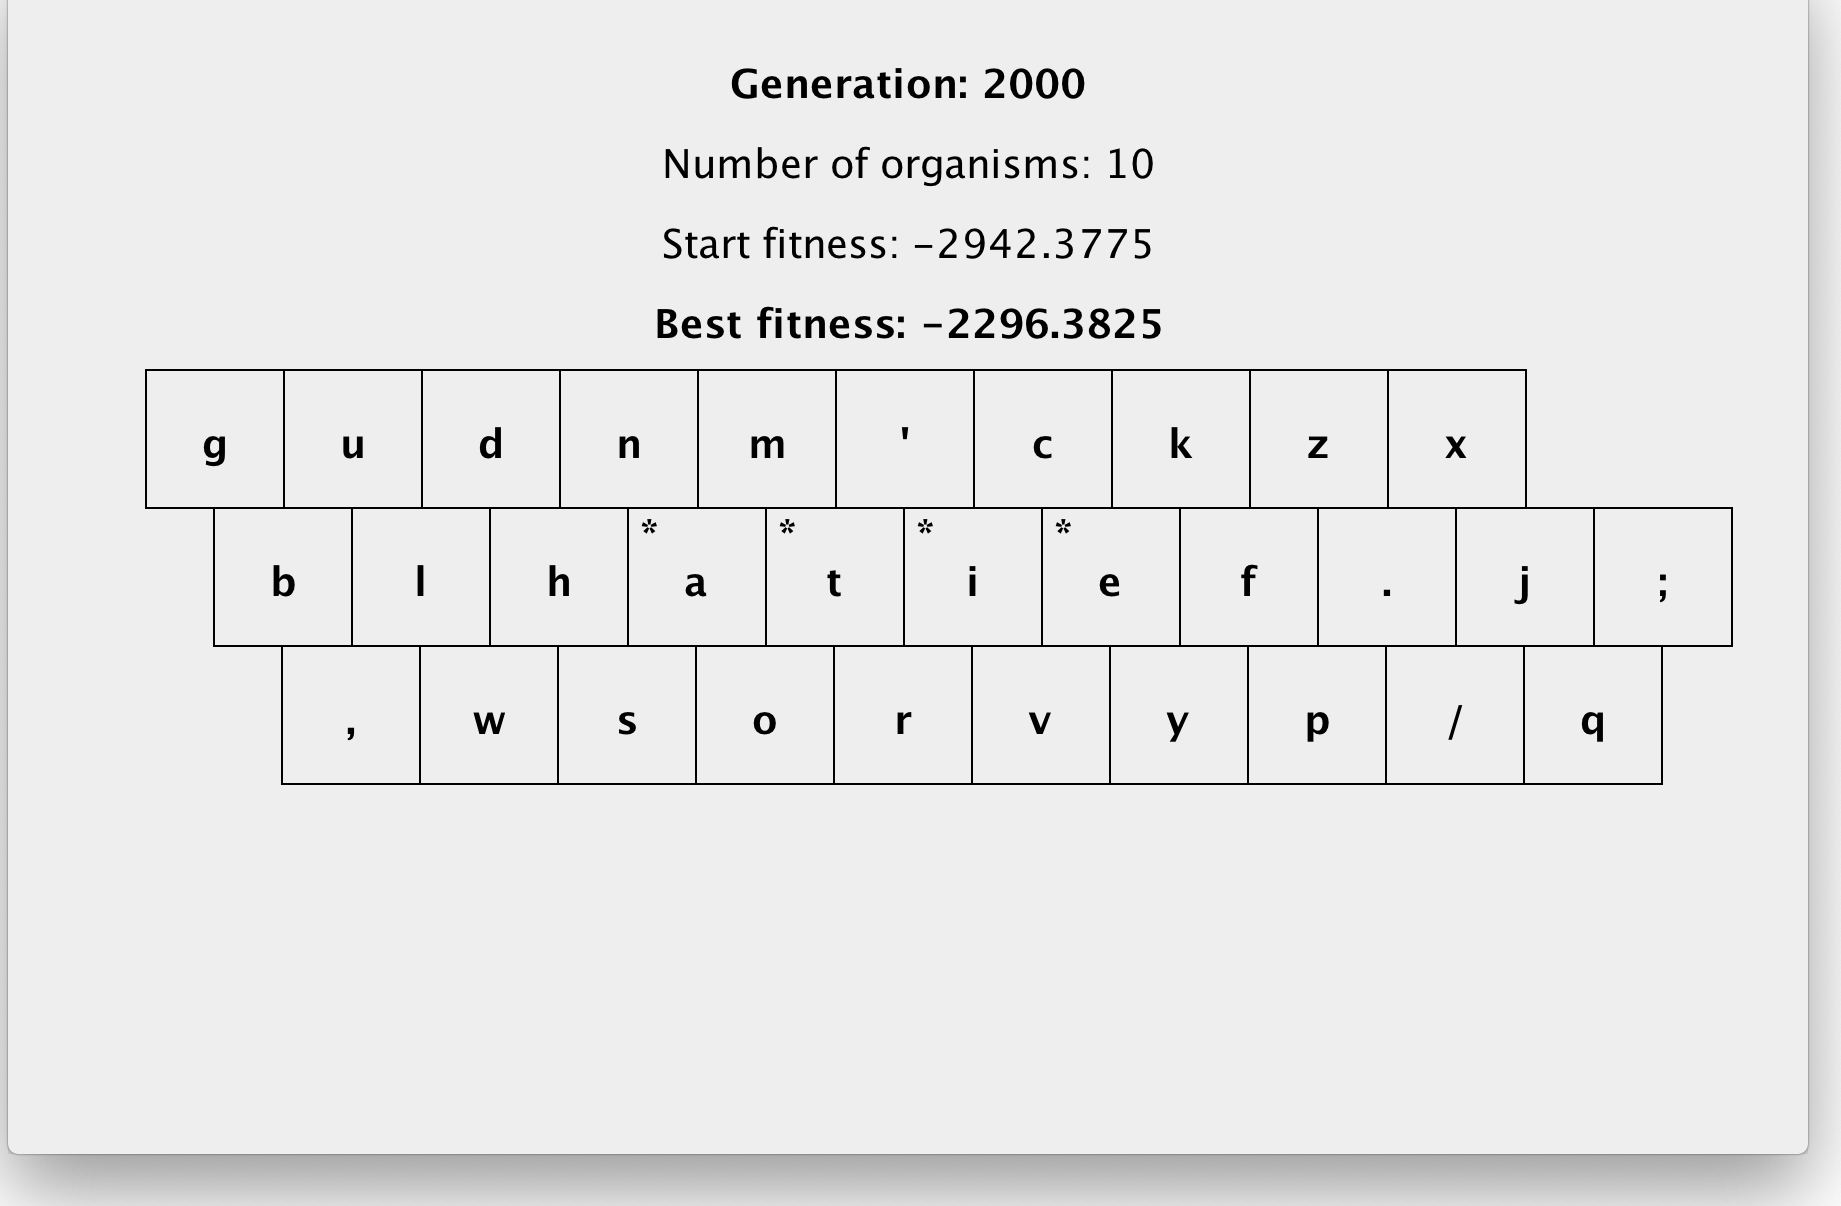 Generation: 2000
Number of organisms: 10
Start fitness: -2942.3775
Best fitness: -2296.3825
g u d n m ' c k z x
* * * *
b l h a t i e f . j ;
, w s o r v y p / q